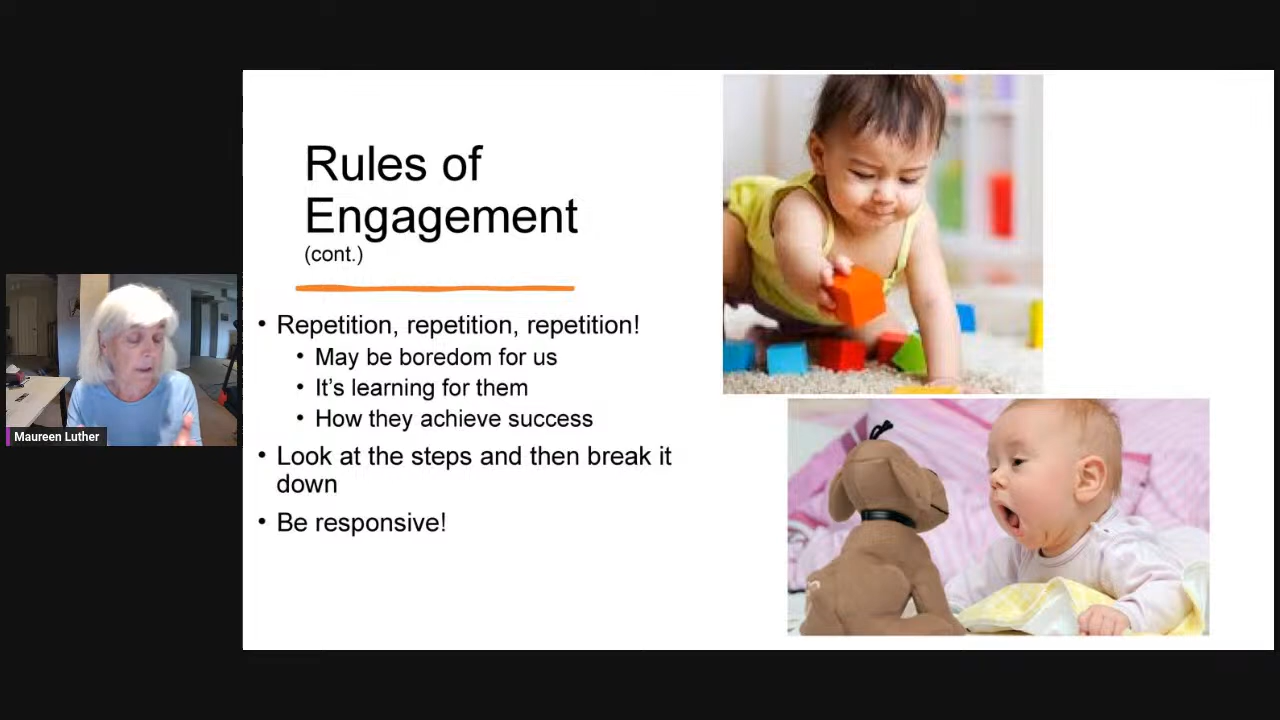 Rules of
Engagement
(cont.)
• Repetition, repetition, repetition!
• May be boredom for us
• It's learning for them
• How they achieve success
• Look at the steps and then break it
down
• Be responsive!
Maureen Luther